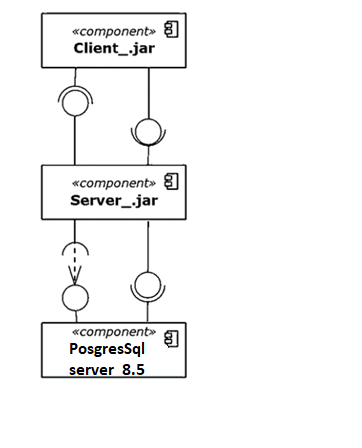 «component»
Client_.jar
«component»
Server_.jar
«component»
PosgresSql
server 8.5